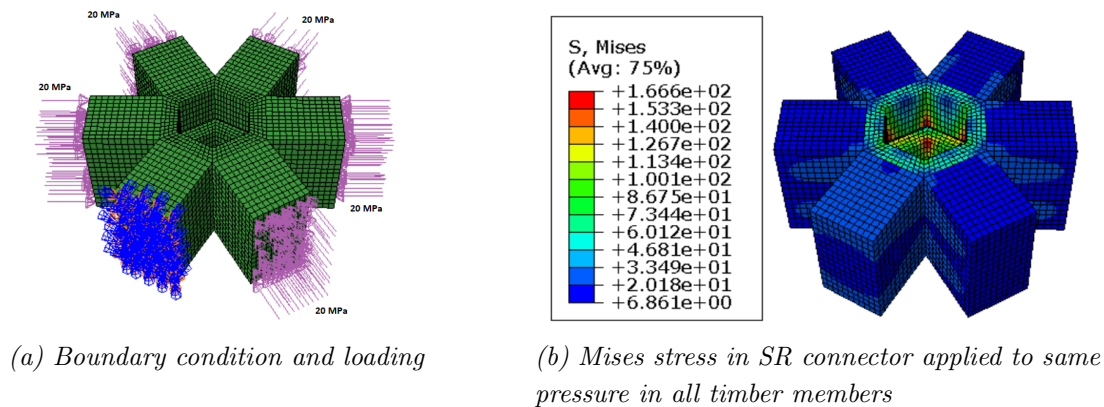 20 MPa
20 MPa
20 MPa
20 MPa
20 MPa
S, Mises
(Avg: 75%)
+1.666e+02
+1.533e+02
+1.400e+02
+1.267e+02
+1.134e+02
+1.001e+02
+8.675e+01
+7.344e+01
+6.012e+01
+4.681e+01
+3.349e+01
+2.018e+01
+6.861e+00
(a) Boundary condition and loading
(b) Mises stress in SR connector applied to same
pressure in all timber members